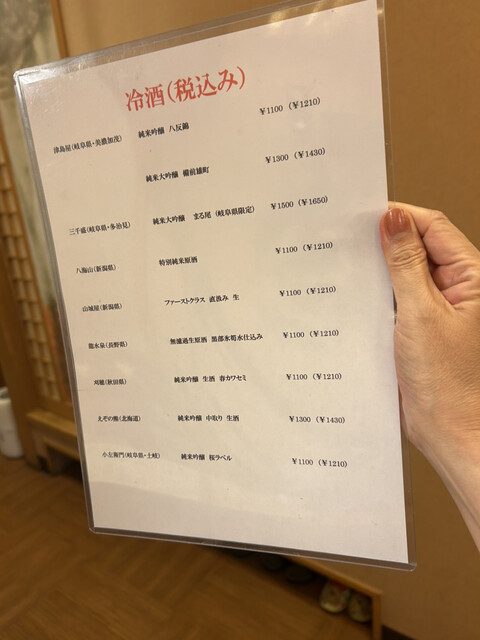 冷酒(税込み)
津島屋(岐阜県・美濃加茂) 純米吟醸 八反錦 ￥1100 (￥1210)
純米大吟醸 備前雄町 ￥1300 (￥1430)
三千盛(岐阜県・多治見) 純米大吟醸 まる尾 (岐阜県限定) ￥1500 (￥1650)
八海山(新潟県) 特別純米原酒 ￥1100 (￥1210)
山城屋(新潟県) ファーストクラス 直汲み 生 ￥1100 (￥1210)
龍水泉(長野県) 無濾過生原酒 黒部氷筍水仕込み ￥1100 (￥1210)
刈穂(秋田県) 純米吟醸 生酒 春カワセミ ￥1100 (￥1210)
えぞの熊(北海道) 純米吟醸 中取り 生酒 ￥1300 (￥1430)
小左衛門(岐阜県・土岐) 純米吟醸 桜ラベル ￥1100 (￥1210)